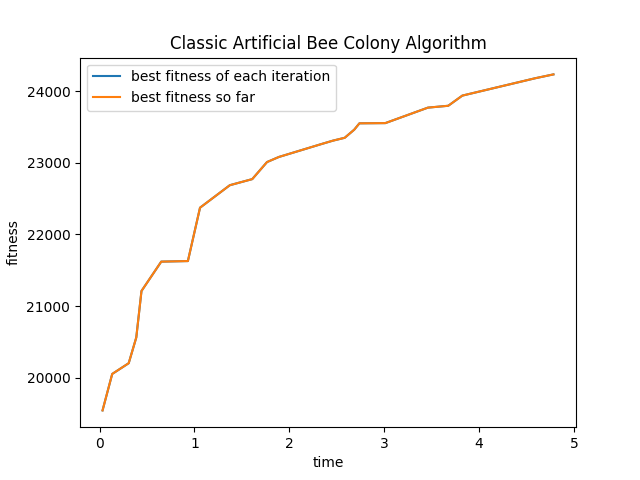 Classic Artificial Bee Colony Algorithm
best fitness of each iteration
best fitness so far
fitness
24000
23000
22000
21000
20000
0 1 2 3 4 5
time